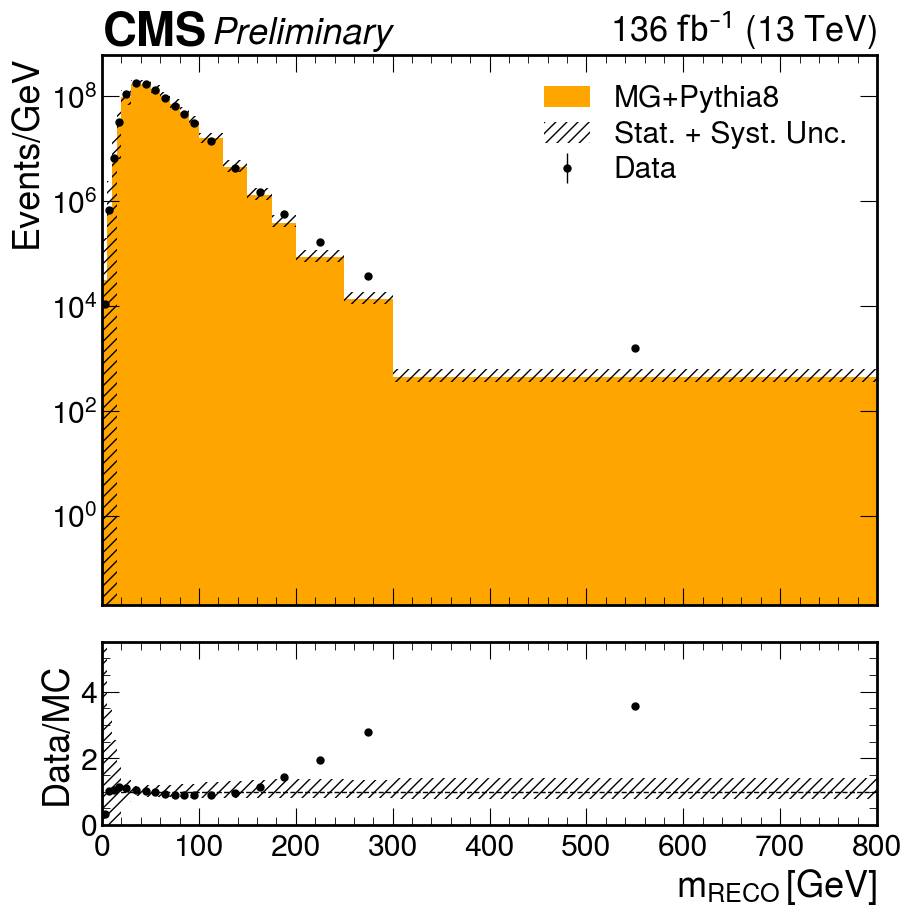 CMS Preliminary 136 fb⁻¹ (13 TeV)
Events/GeV
10⁸
10⁶
10⁴
10²
10⁰
MG+Pythia8
Stat. + Syst. Unc.
Data
Data/MC
4
2
0
0 100 200 300 400 500 600 700 800
m_RECO [GeV]